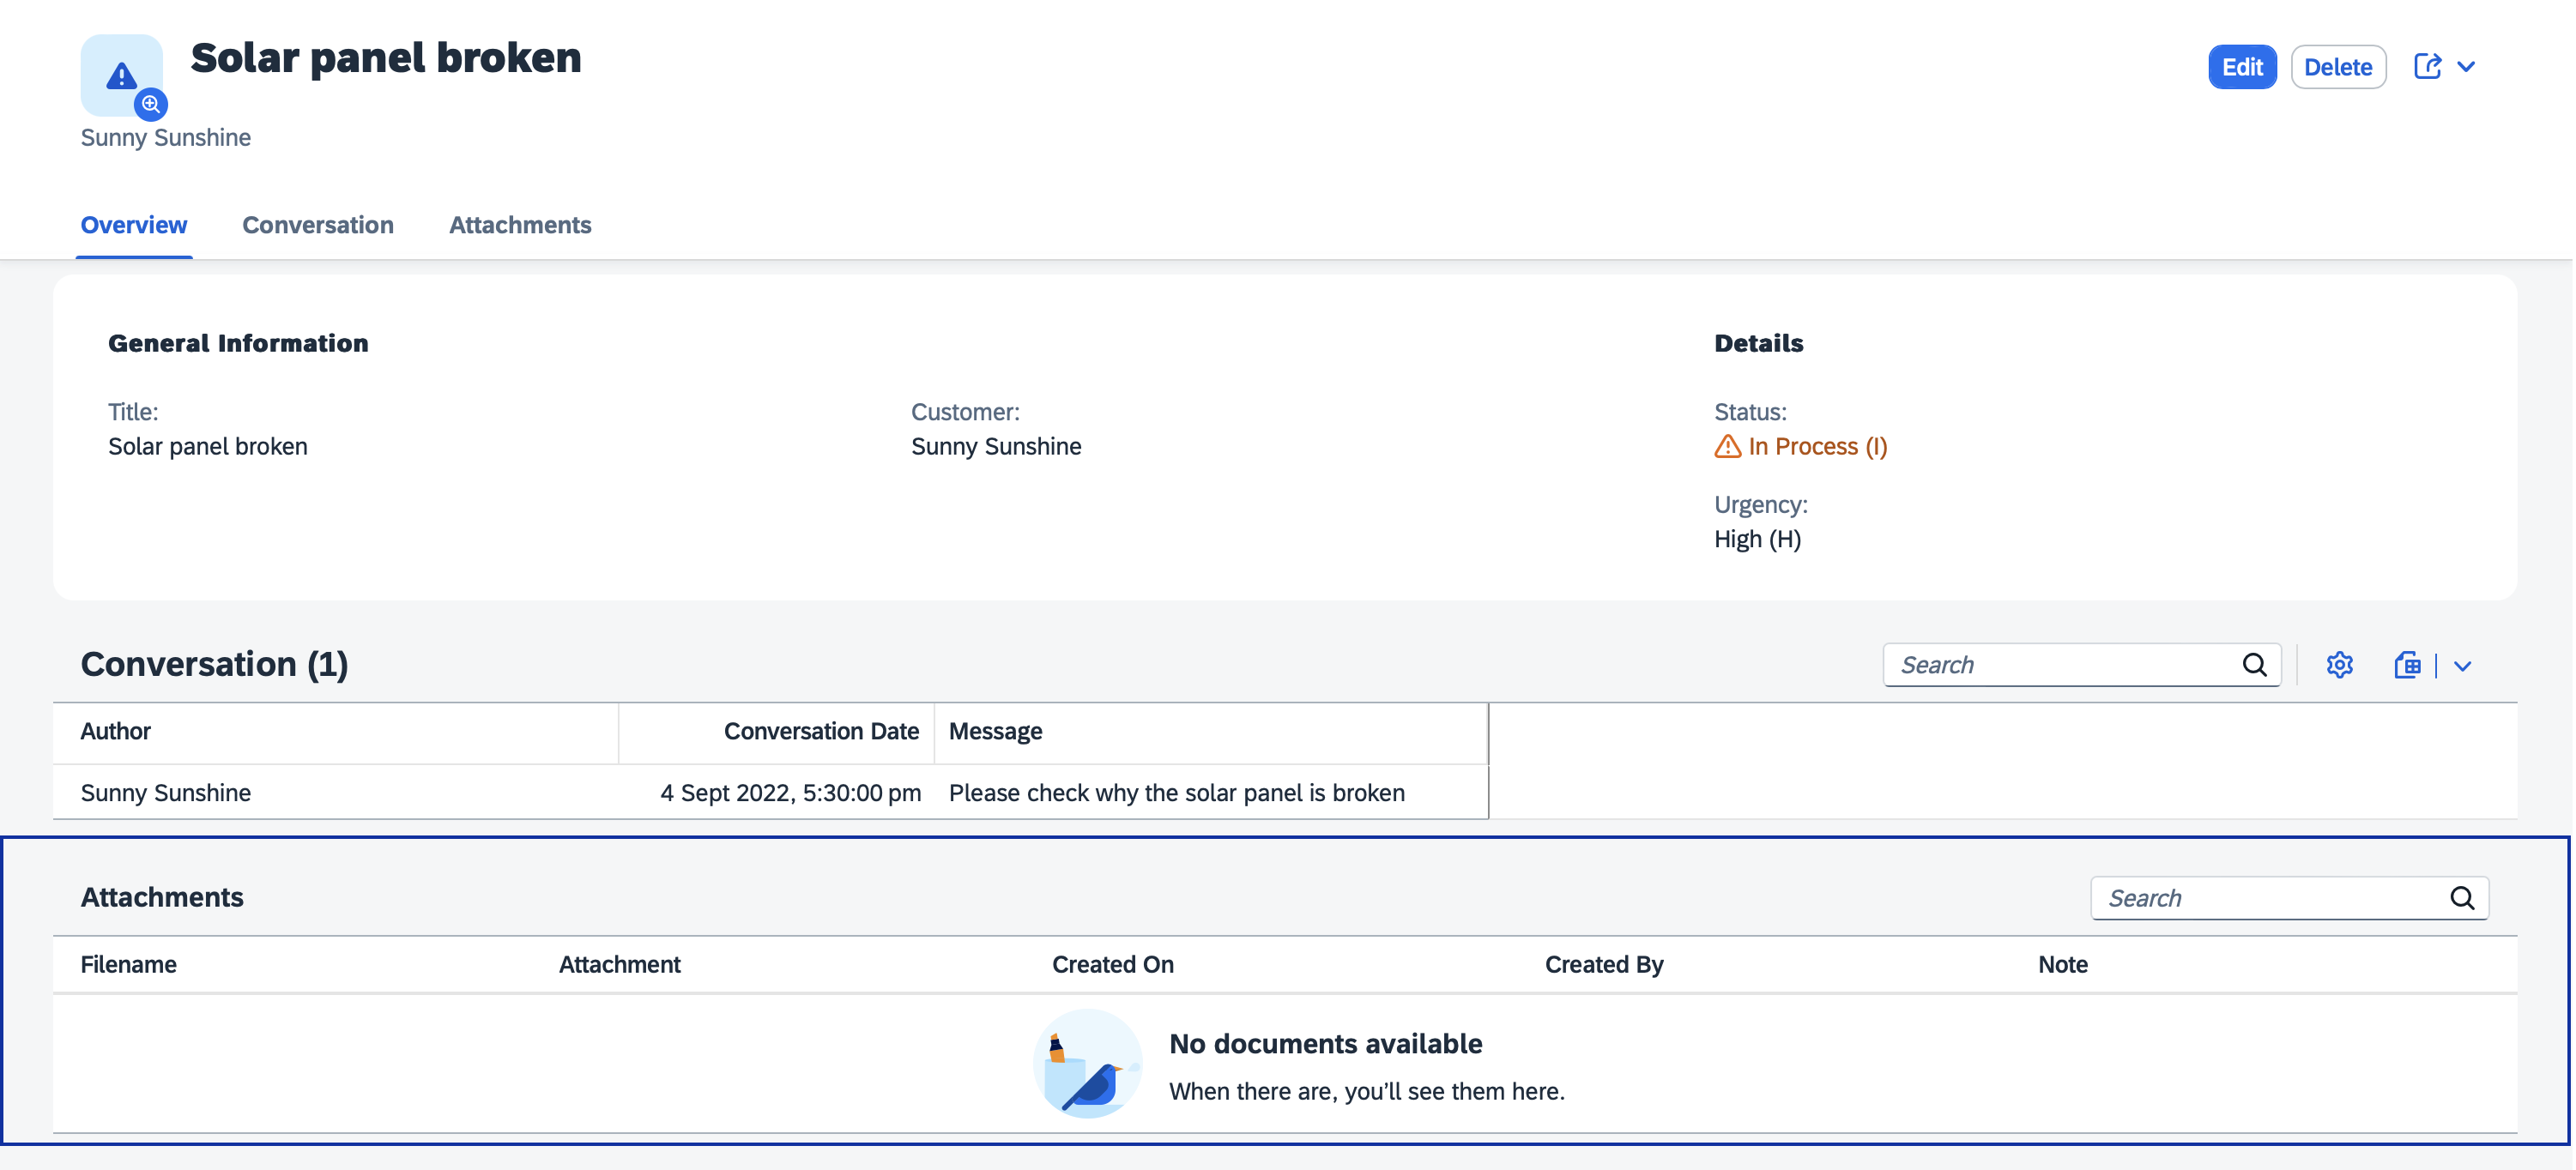 Solar panel broken
Edit Delete
Sunny Sunshine
Overview Conversation Attachments
General Information
Details
Title:
Customer:
Status:
Solar panel broken
Sunny Sunshine
In Process (I)
Urgency:
High (H)
Conversation (1)
Search
Author Conversation Date Message
Sunny Sunshine 4 Sept 2022, 5:30:00 pm Please check why the solar panel is broken
Attachments
Search
Filename Attachment Created On Created By Note
No documents available
When there are, you’ll see them here.